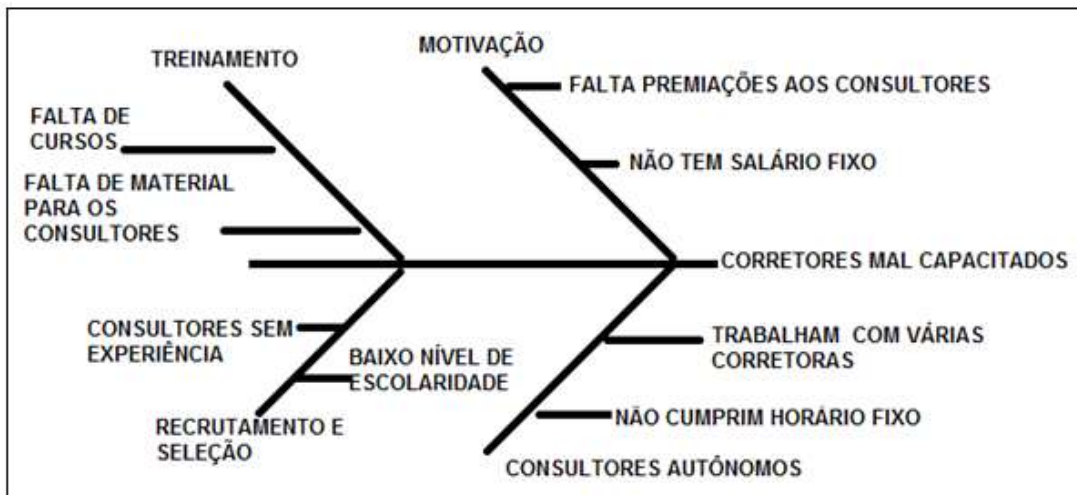 TREINAMENTO
FALTA DE
CURSOS
FALTA DE MATERIAL
PARA OS
CONSULTORES
MOTIVAÇÃO
FALTA PREMIAÇÕES AOS CONSULTORES
NÃO TEM SALÁRIO FIXO
CORRETORES MAL CAPACITADOS
CONSULTORES SEM
EXPERIÊNCIA
BAIXO NÍVEL DE
ESCOLARIDADE
RECRUTAMENTO E
SELEÇÃO
TRABALHAM COM VÁRIAS
CORRETORAS
NÃO CUMPRIM HORÁRIO FIXO
CONSULTORES AUTÔNOMOS